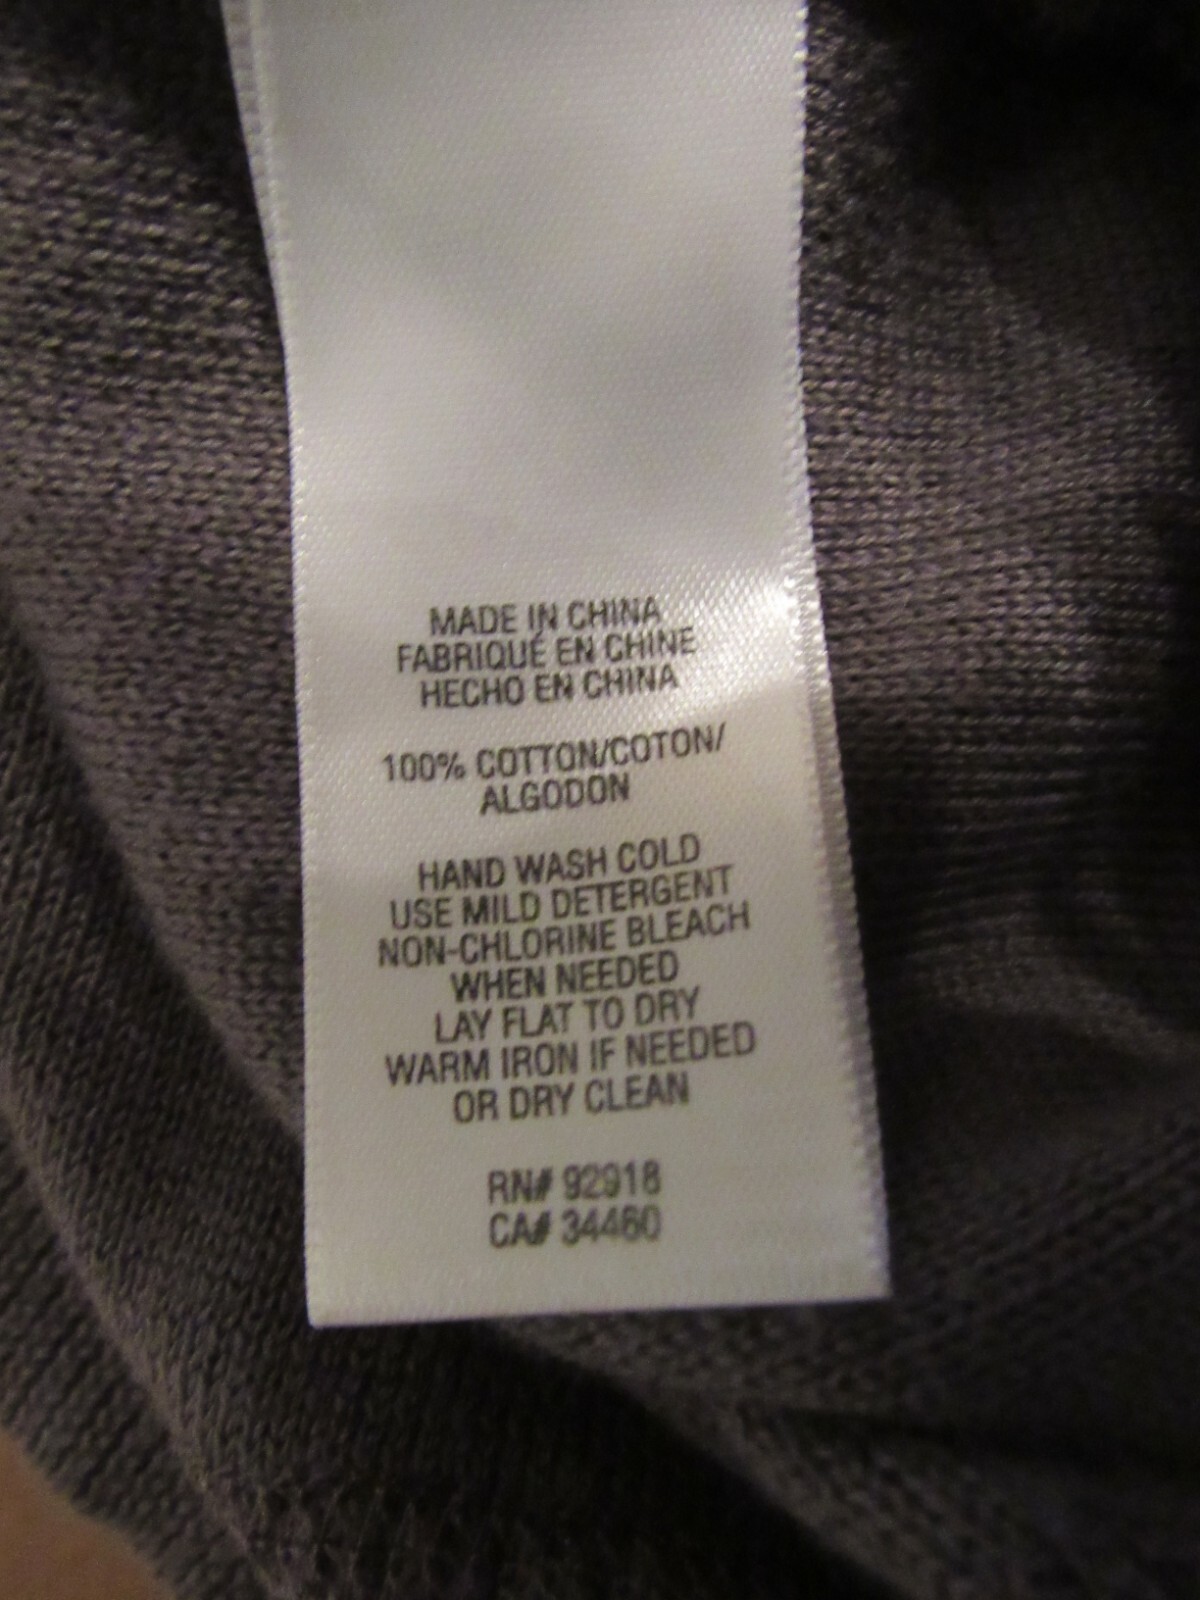 MADE IN CHINA
FABRIQUÉ EN CHINE
HECHO EN CHINA
100% COTTON/COTON/
ALGODON
HAND WASH COLD
USE MILD DETERGENT
NON-CHLORINE BLEACH
WHEN NEEDED
LAY FLAT TO DRY
WARM IRON IF NEEDED
OR DRY CLEAN
RN# 92918
CA# 34460